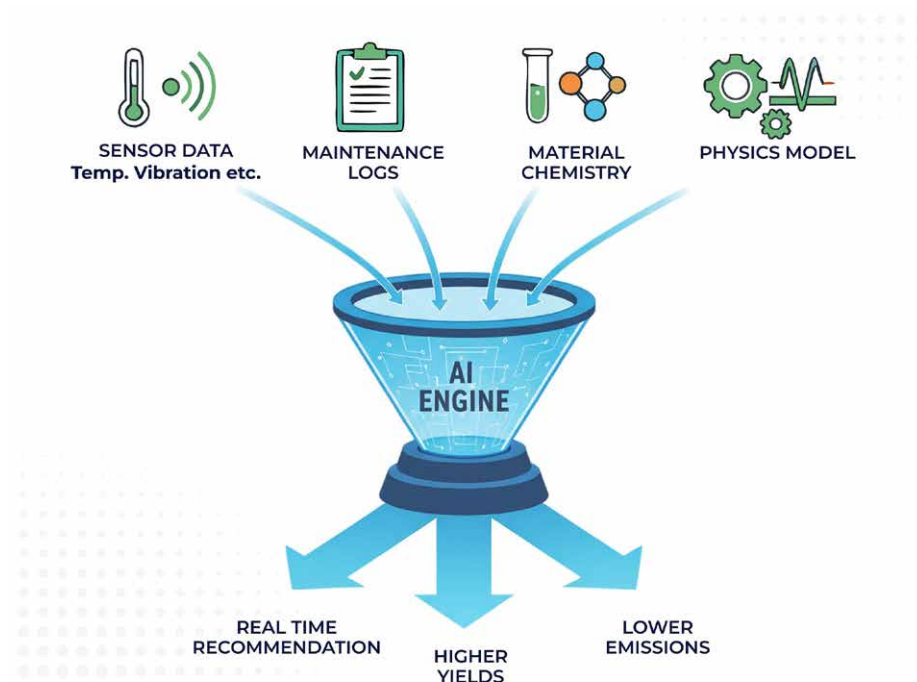 SENSOR DATA
Temp. Vibration etc.
MAINTENANCE
LOGS
MATERIAL
CHEMISTRY
PHYSICS MODEL
AI
ENGINE
REAL TIME
RECOMMENDATION
HIGHER
YIELDS
LOWER
EMISSIONS